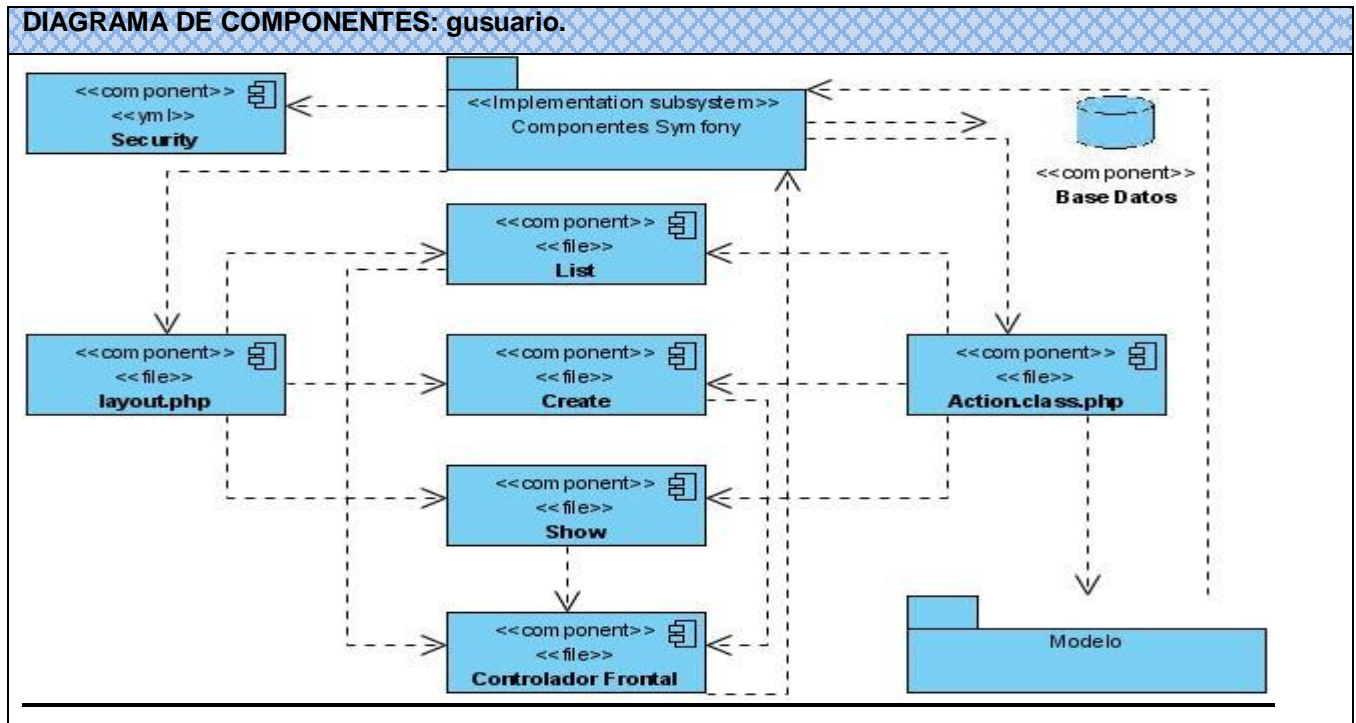 DIAGRAMA DE COMPONENTES: gusuario.
<<component>>
<<yml>>
Security
<<Implementation subsystem>>
Componentes Symfony
<<component>>
Base Datos
<<component>>
<<file>>
List
<<component>>
<<file>>
layout.php
<<component>>
<<file>>
Create
<<component>>
<<file>>
Action.class.php
<<component>>
<<file>>
Show
<<component>>
<<file>>
Controlador Frontal
Modelo